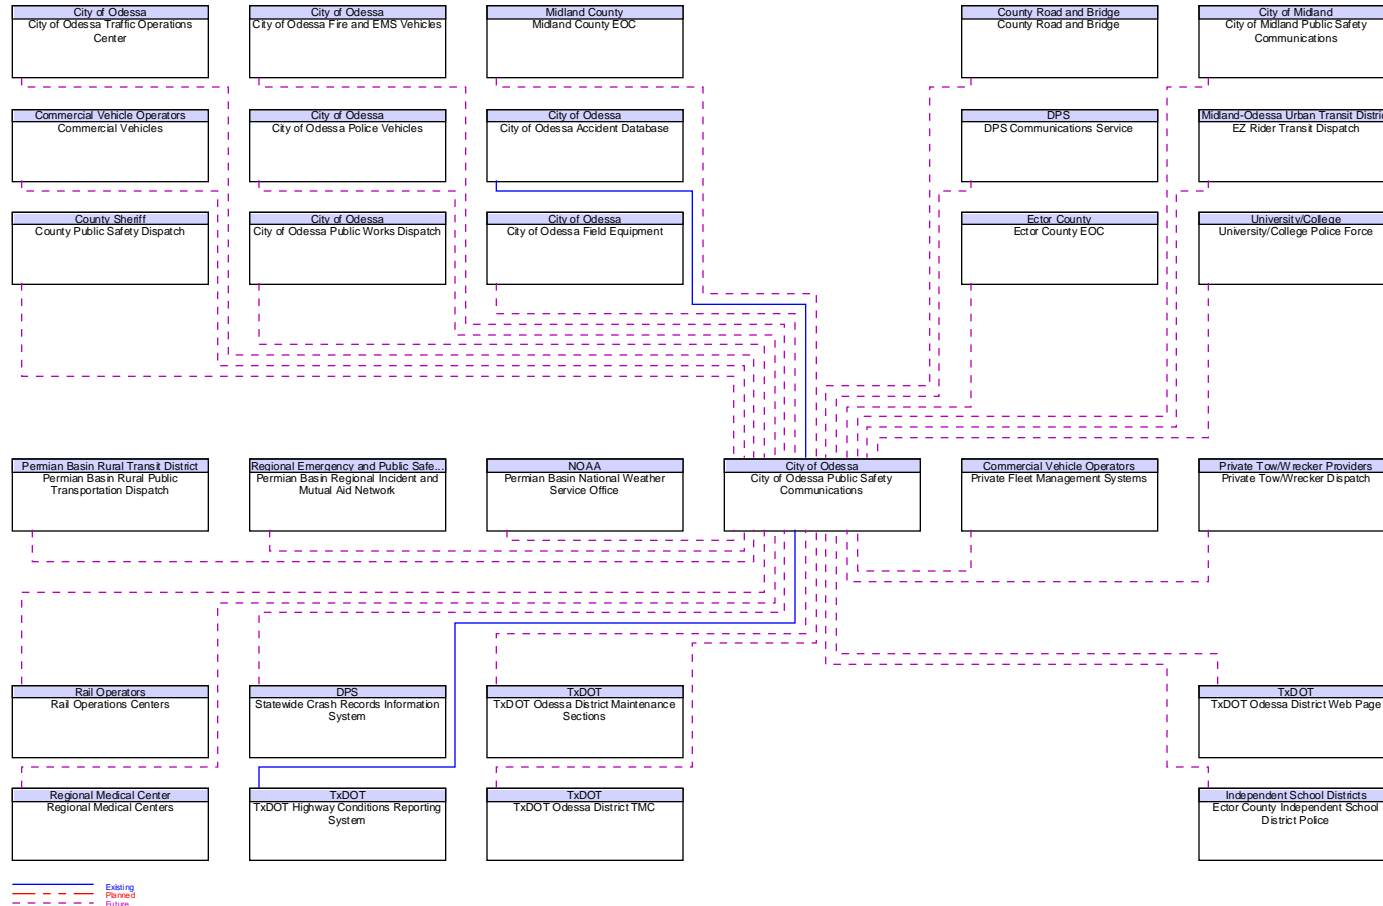 City of Odessa
City of Odessa Traffic Operations
Center
City of Odessa
City of Odessa Fire and EMS Vehicles
Midland County
Midland County EOC
County Road and Bridge
County Road and Bridge
City of Midland
City of Midland Public Safety
Communications
Commercial Vehicle Operators
Commercial Vehicles
City of Odessa
City of Odessa Police Vehicles
City of Odessa
City of Odessa Accident Database
DPS
DPS Communications Service
Midland-Odessa Urban Transit Distric
EZ Rider Transit Dispatch
County Sheriff
County Public Safety Dispatch
City of Odessa
City of Odessa Public Works Dispatch
City of Odessa
City of Odessa Field Equipment
Ector County
Ector County EOC
University/College
University/College Police Force
Permian Basin Rural Transit District
Permian Basin Rural Public
Transportation Dispatch
Regional Emergency and Public Safe...
Permian Basin Regional Incident and
Mutual Aid Network
NOAA
Permian Basin National Weather
Service Office
City of Odessa
City of Odessa Public Safety
Communications
Commercial Vehicle Operators
Private Fleet Management Systems
Private Tow/Wrecker Providers
Private Tow/Wrecker Dispatch
Rail Operators
Rail Operations Centers
DPS
Statewide Crash Records Information
System
TxDOT
TxDOT Odessa District Maintenance
Sections
TxDOT
TxDOT Odessa District Web Page
Regional Medical Center
Regional Medical Centers
TxDOT
TxDOT Highway Conditions Reporting
System
TxDOT
TxDOT Odessa District TMC
Independent School Districts
Ector County Independent School
District Police
Existing
Planned
Future